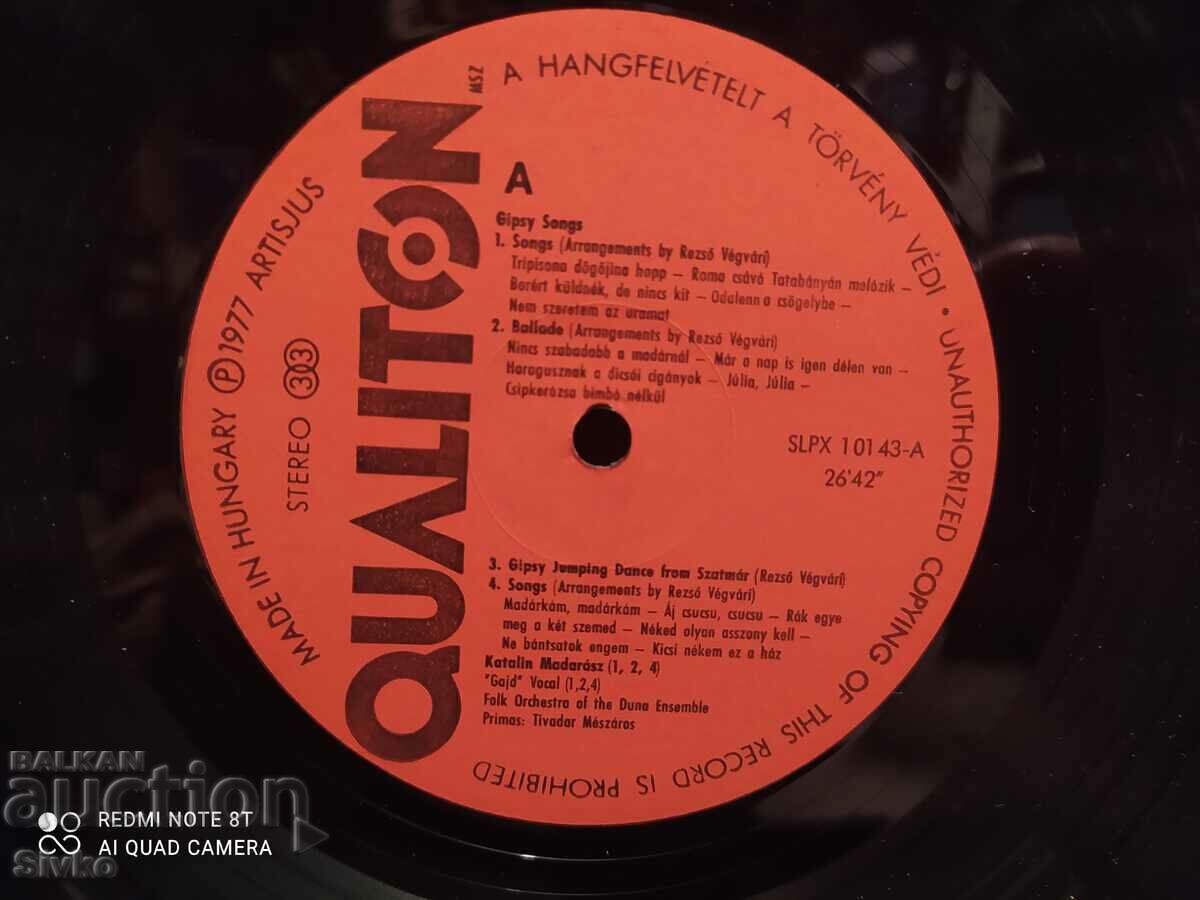 QUALITON
MSZ
A HANGFELVÉTELT A TÖRVÉNY VÉDI • UNAUTHORIZED COPYING OF THIS RECORD IS PROHIBITED
MADE IN HUNGARY Ⓟ 1977 ARTISJUS
STEREO 33
A
Gipsy Songs
1. Songs (Arrangements by Rezső Végvári)
Tripisona dögöjina hopp – Roma csávó Tatabányán melózik –
Borért küldnék, de nincs kit – Odalenn a csögelybe –
Nem szeretem az uramat
2. Ballade (Arrangements by Rezső Végvári)
Nincs szabadabb a madárnál – Már a nap is igen délen van –
Haragusznak a dicsői cigányok – Júlia, Júlia –
Csipkerózsa bimbó nélkül
SLPX 10143-A
26'42"
3. Gipsy Jumping Dance from Szatmár (Rezső Végvári)
4. Songs (Arrangements by Rezső Végvári)
Madárkám, madárkám – Áj csucsu, csucsu – Rák egye
meg a két szemed – Néked olyan asszony kell –
Ne bántsatok engem – Kicsi nékem ez a ház
Katalin Madarász (1, 2, 4)
"Gajd" Vocal (1,2,4)
Folk Orchestra of the Duna Ensemble
Primas: Tivadar Mészáros
BALKAN
auction
REDMI NOTE 8T
AI QUAD CAMERA
Sivko